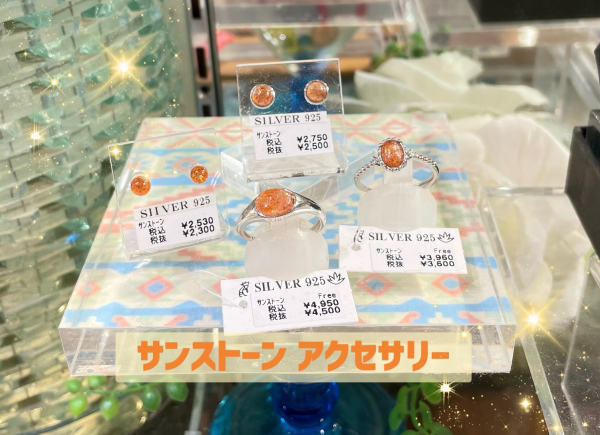 SILVER 925
サンストーン
税込 ¥2,750
税抜 ¥2,500
SILVER 925
サンストーン
税込 ¥2,530
税抜 ¥2,300
SILVER 925
Free
サンストーン
税込 ¥3,960
税抜 ¥3,600
SILVER 925
サンストーン Free
税込 ¥4,950
税抜 ¥4,500
サンストーン アクセサリー